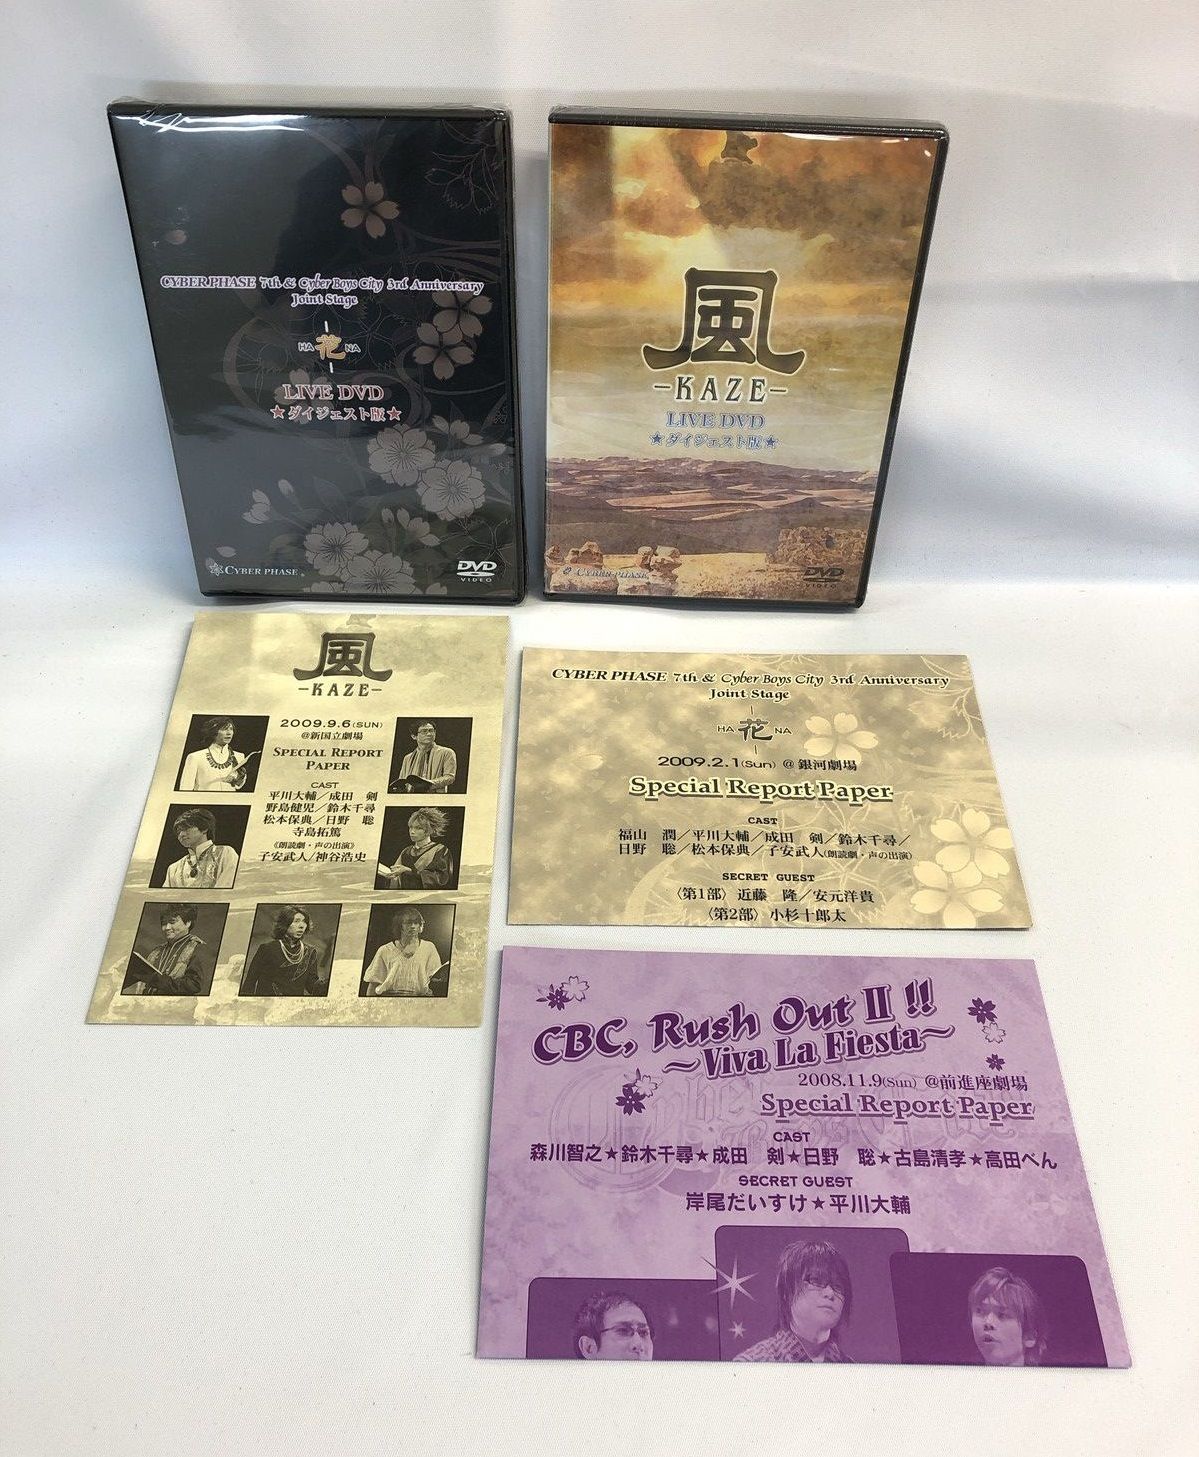 CYBER PHASE 7th & Cyber Boys City 3rd Anniversary
Joint Stage
HA 花 NA
LIVE DVD
★ダイジェスト版★
CYBER PHASE
DVD
VIDEO
風
-KAZE-
LIVE DVD
★ダイジェスト版★
CYBER PHASE
DVD
VIDEO
風
-KAZE-
2009.9.6(SUN)
@新国立劇場
SPECIAL REPORT
PAPER
CAST
平川大輔/成田 剣
野島健児/鈴木千尋
松本保典/日野 聡
寺島拓篤
《朗読劇・声の出演》
子安武人/神谷浩史
CYBER PHASE 7th & Cyber Boys City 3rd Anniversary
Joint Stage
HA 花 NA
2009.2.1(Sun) @ 銀河劇場
Special Report Paper
CAST
福山 潤/平川大輔/成田 剣/鈴木千尋/
日野 聡/松本保典/子安武人(朗読劇・声の出演)
SECRET GUEST
〈第1部〉近藤 隆/安元洋貴
〈第2部〉小杉十郎太
CBC, Rush Out II !!
~Viva La Fiesta~
2008.11.9(Sun) @前進座劇場
Special Report Paper
CAST
森川智之★鈴木千尋★成田 剣★日野 聡★古島清孝★高田べん
SECRET GUEST
岸尾だいすけ★平川大輔